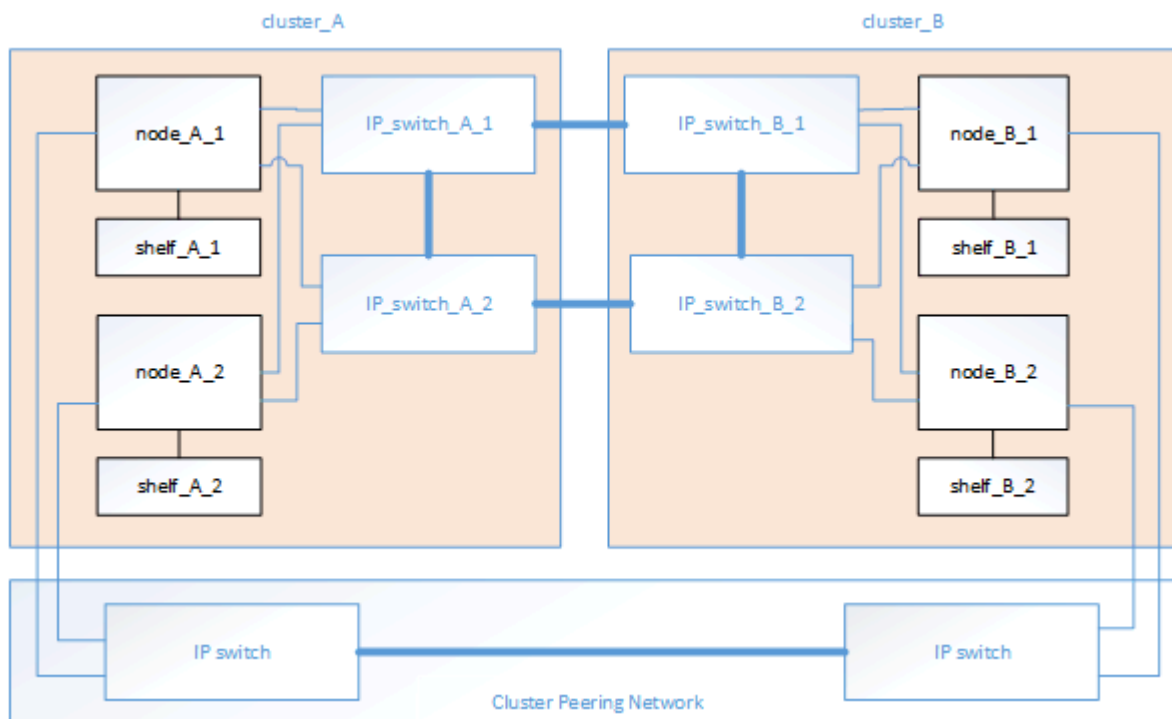 cluster_A
cluster_B
node_A_1
IP_switch_A_1
IP_switch_B_1
node_B_1
shelf_A_1
shelf_B_1
IP_switch_A_2
IP_switch_B_2
node_A_2
node_B_2
shelf_A_2
shelf_B_2
IP switch
IP switch
Cluster Peering Network